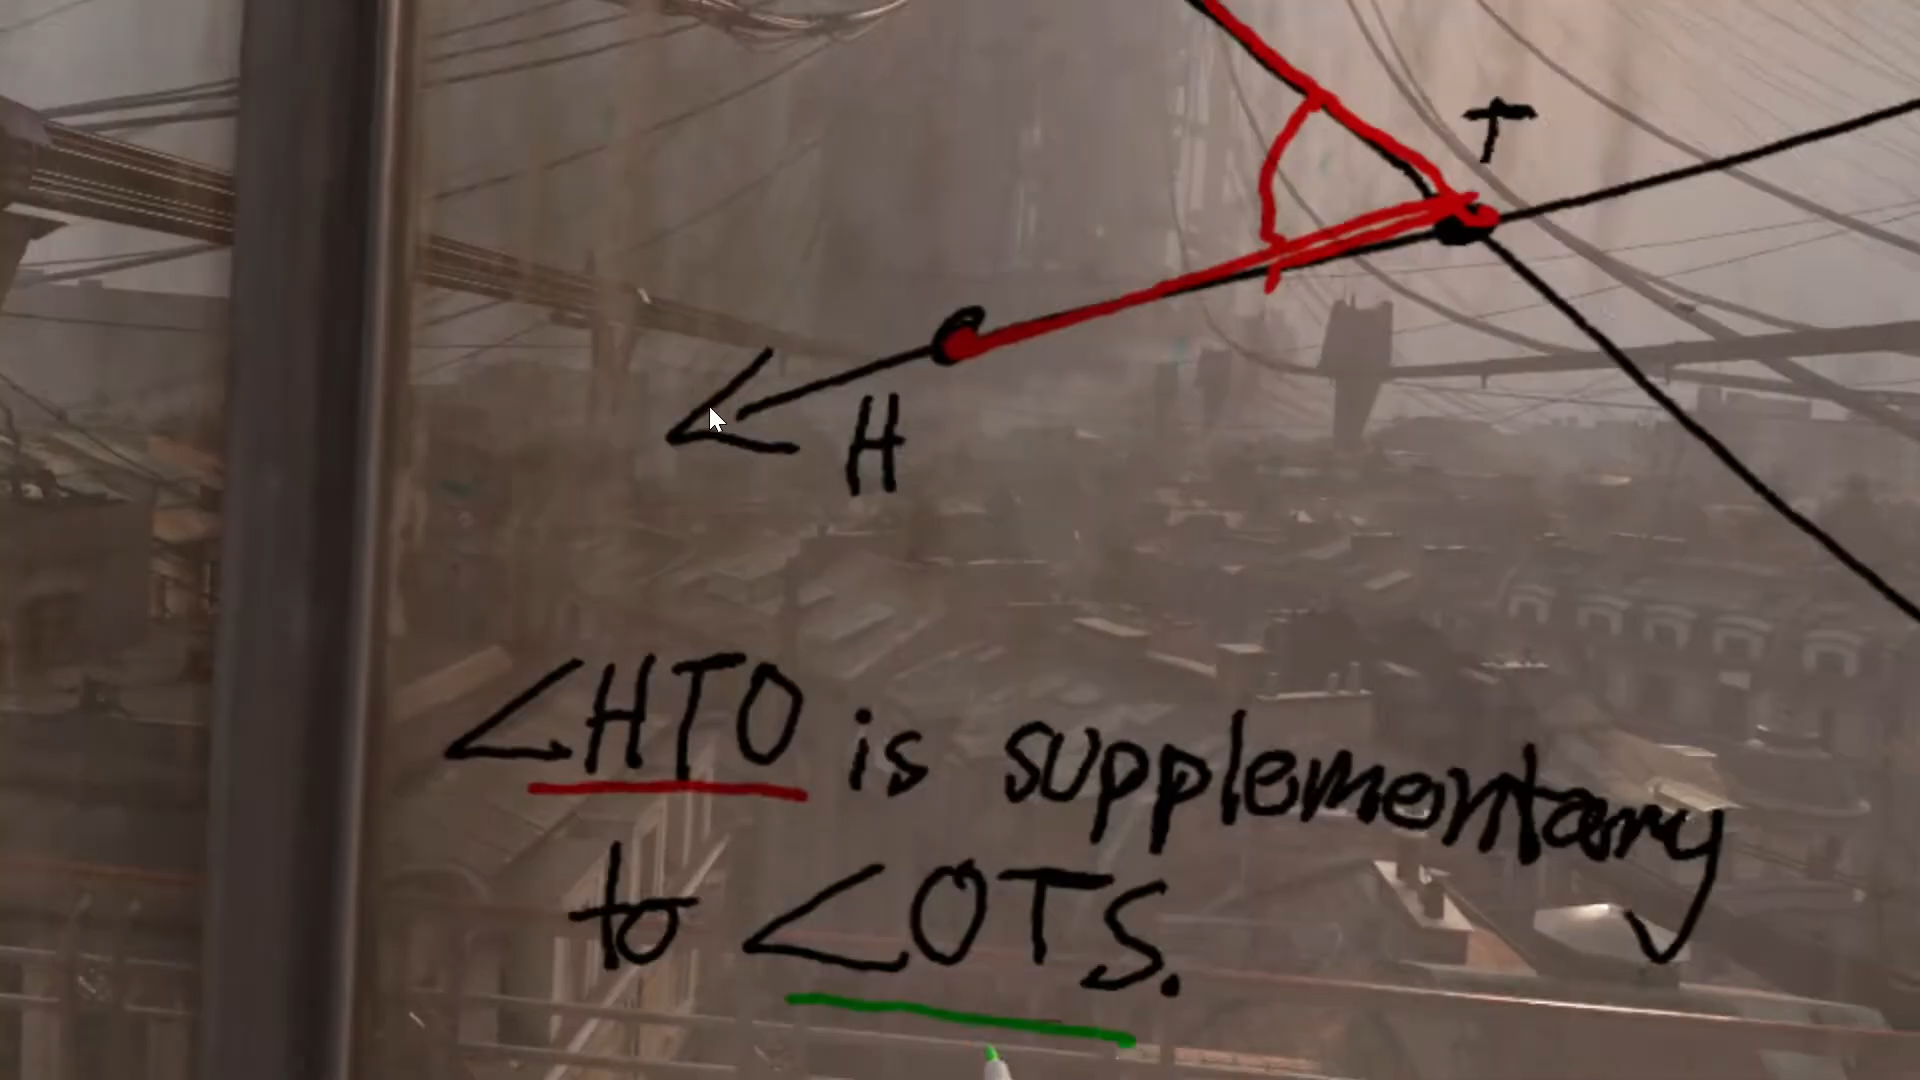 T
H
∠HTO is supplementary
to ∠OTS.